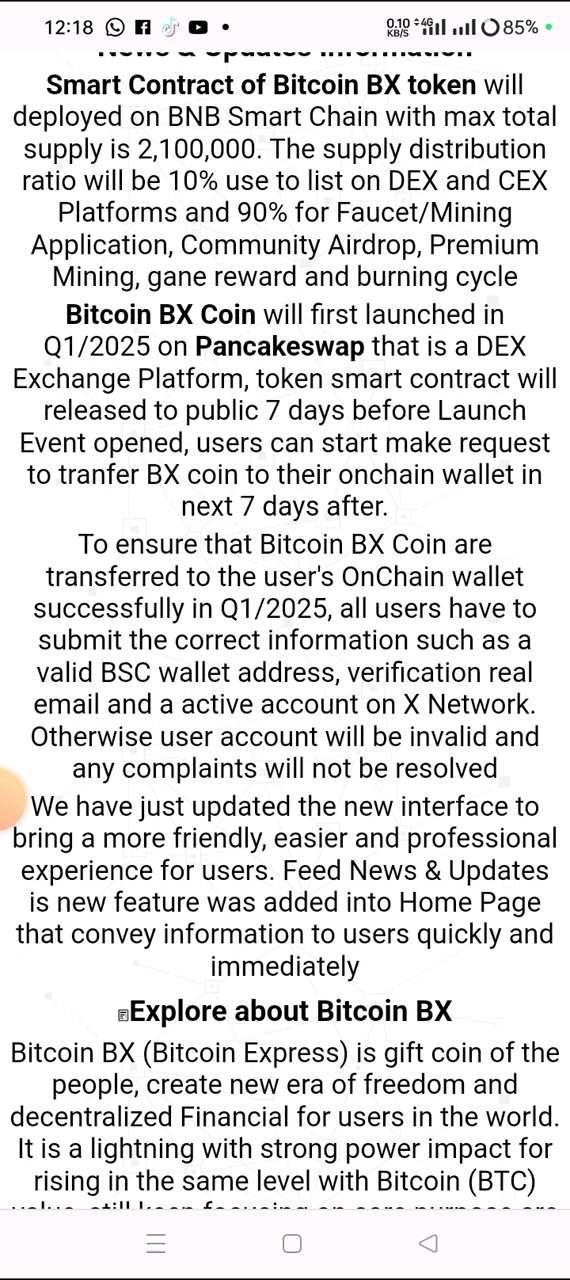 12:18 0.10 KB/S 4G 85%
News & Updates Information
Smart Contract of Bitcoin BX token will
deployed on BNB Smart Chain with max total
supply is 2,100,000. The supply distribution
ratio will be 10% use to list on DEX and CEX
Platforms and 90% for Faucet/Mining
Application, Community Airdrop, Premium
Mining, gane reward and burning cycle
Bitcoin BX Coin will first launched in
Q1/2025 on Pancakeswap that is a DEX
Exchange Platform, token smart contract will
released to public 7 days before Launch
Event opened, users can start make request
to tranfer BX coin to their onchain wallet in
next 7 days after.
To ensure that Bitcoin BX Coin are
transferred to the user's OnChain wallet
successfully in Q1/2025, all users have to
submit the correct information such as a
valid BSC wallet address, verification real
email and a active account on X Network.
Otherwise user account will be invalid and
any complaints will not be resolved
We have just updated the new interface to
bring a more friendly, easier and professional
experience for users. Feed News & Updates
is new feature was added into Home Page
that convey information to users quickly and
immediately
Explore about Bitcoin BX
Bitcoin BX (Bitcoin Express) is gift coin of the
people, create new era of freedom and
decentralized Financial for users in the world.
It is a lightning with strong power impact for
rising in the same level with Bitcoin (BTC)
value, still keep focusing on core purpose are